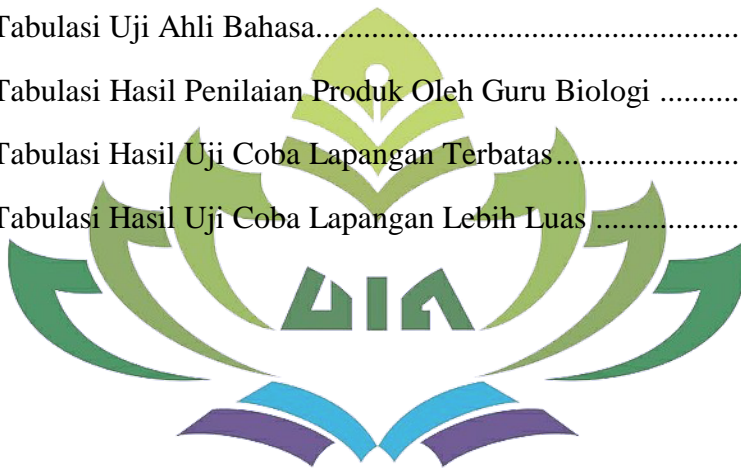 Tabulasi Uji Ahli Bahasa.......................................................
Tabulasi Hasil Penilaian Produk Oleh Guru Biologi ..........
Tabulasi Hasil Uji Coba Lapangan Terbatas.......................
Tabulasi Hasil Uji Coba Lapangan Lebih Luas ..................
UIN